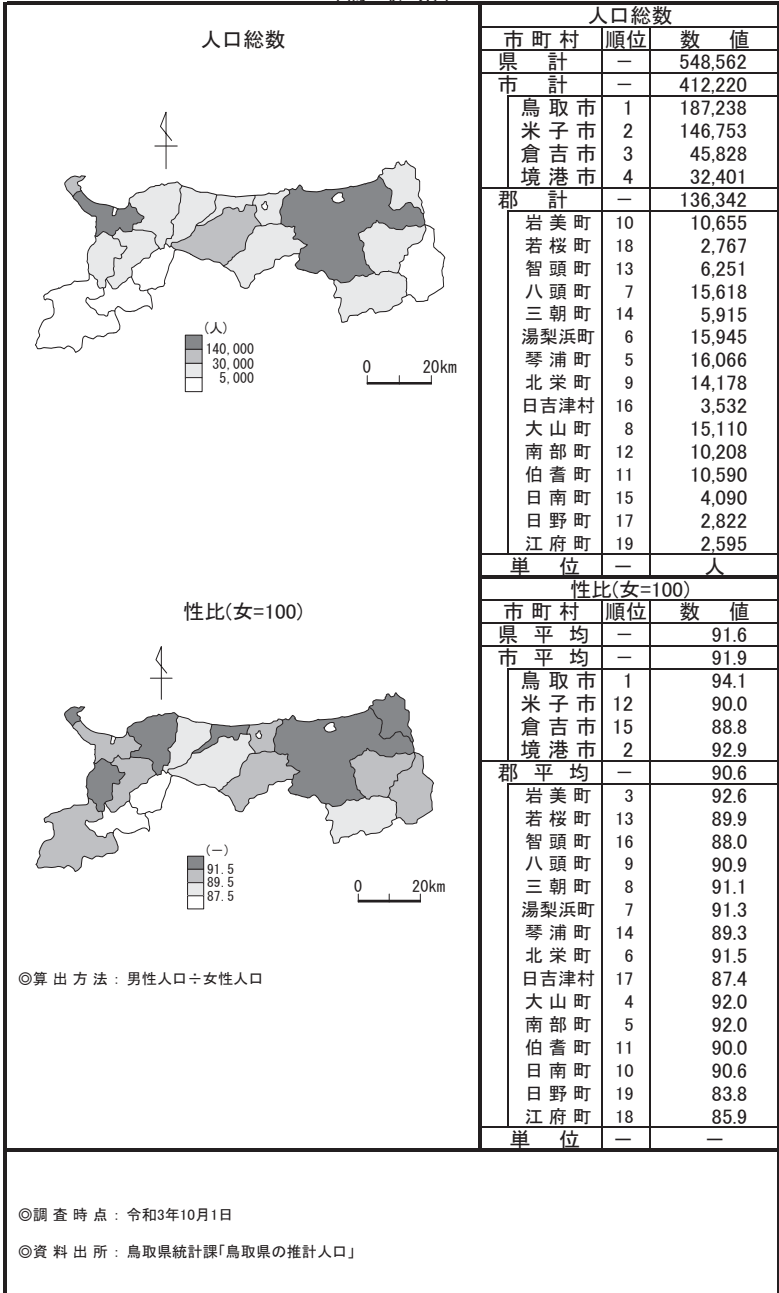 人口総数
(人)
140,000
30,000
5,000
0 20km
人口総数
市町村 順位 数 値
県 計 － 548,562
市 計 － 412,220
鳥取市 1 187,238
米子市 2 146,753
倉吉市 3 45,828
境港市 4 32,401
郡 計 － 136,342
岩美町 10 10,655
若桜町 18 2,767
智頭町 13 6,251
八頭町 7 15,618
三朝町 14 5,915
湯梨浜町 6 15,945
琴浦町 5 16,066
北栄町 9 14,178
日吉津村 16 3,532
大山町 8 15,110
南部町 12 10,208
伯耆町 11 10,590
日南町 15 4,090
日野町 17 2,822
江府町 19 2,595
単 位 － 人
性比(女=100)
(－)
91.5
89.5
87.5
0 20km
◎算出方法：男性人口÷女性人口
性比(女=100)
市町村 順位 数 値
県平均 － 91.6
市平均 － 91.9
鳥取市 1 94.1
米子市 12 90.0
倉吉市 15 88.8
境港市 2 92.9
郡平均 － 90.6
岩美町 3 92.6
若桜町 13 89.9
智頭町 16 88.0
八頭町 9 90.9
三朝町 8 91.1
湯梨浜町 7 91.3
琴浦町 14 89.3
北栄町 6 91.5
日吉津村 17 87.4
大山町 4 92.0
南部町 5 92.0
伯耆町 11 90.0
日南町 10 90.6
日野町 19 83.8
江府町 18 85.9
単 位 － －
◎調査時点：令和3年10月1日
◎資料出所：鳥取県統計課「鳥取県の推計人口」